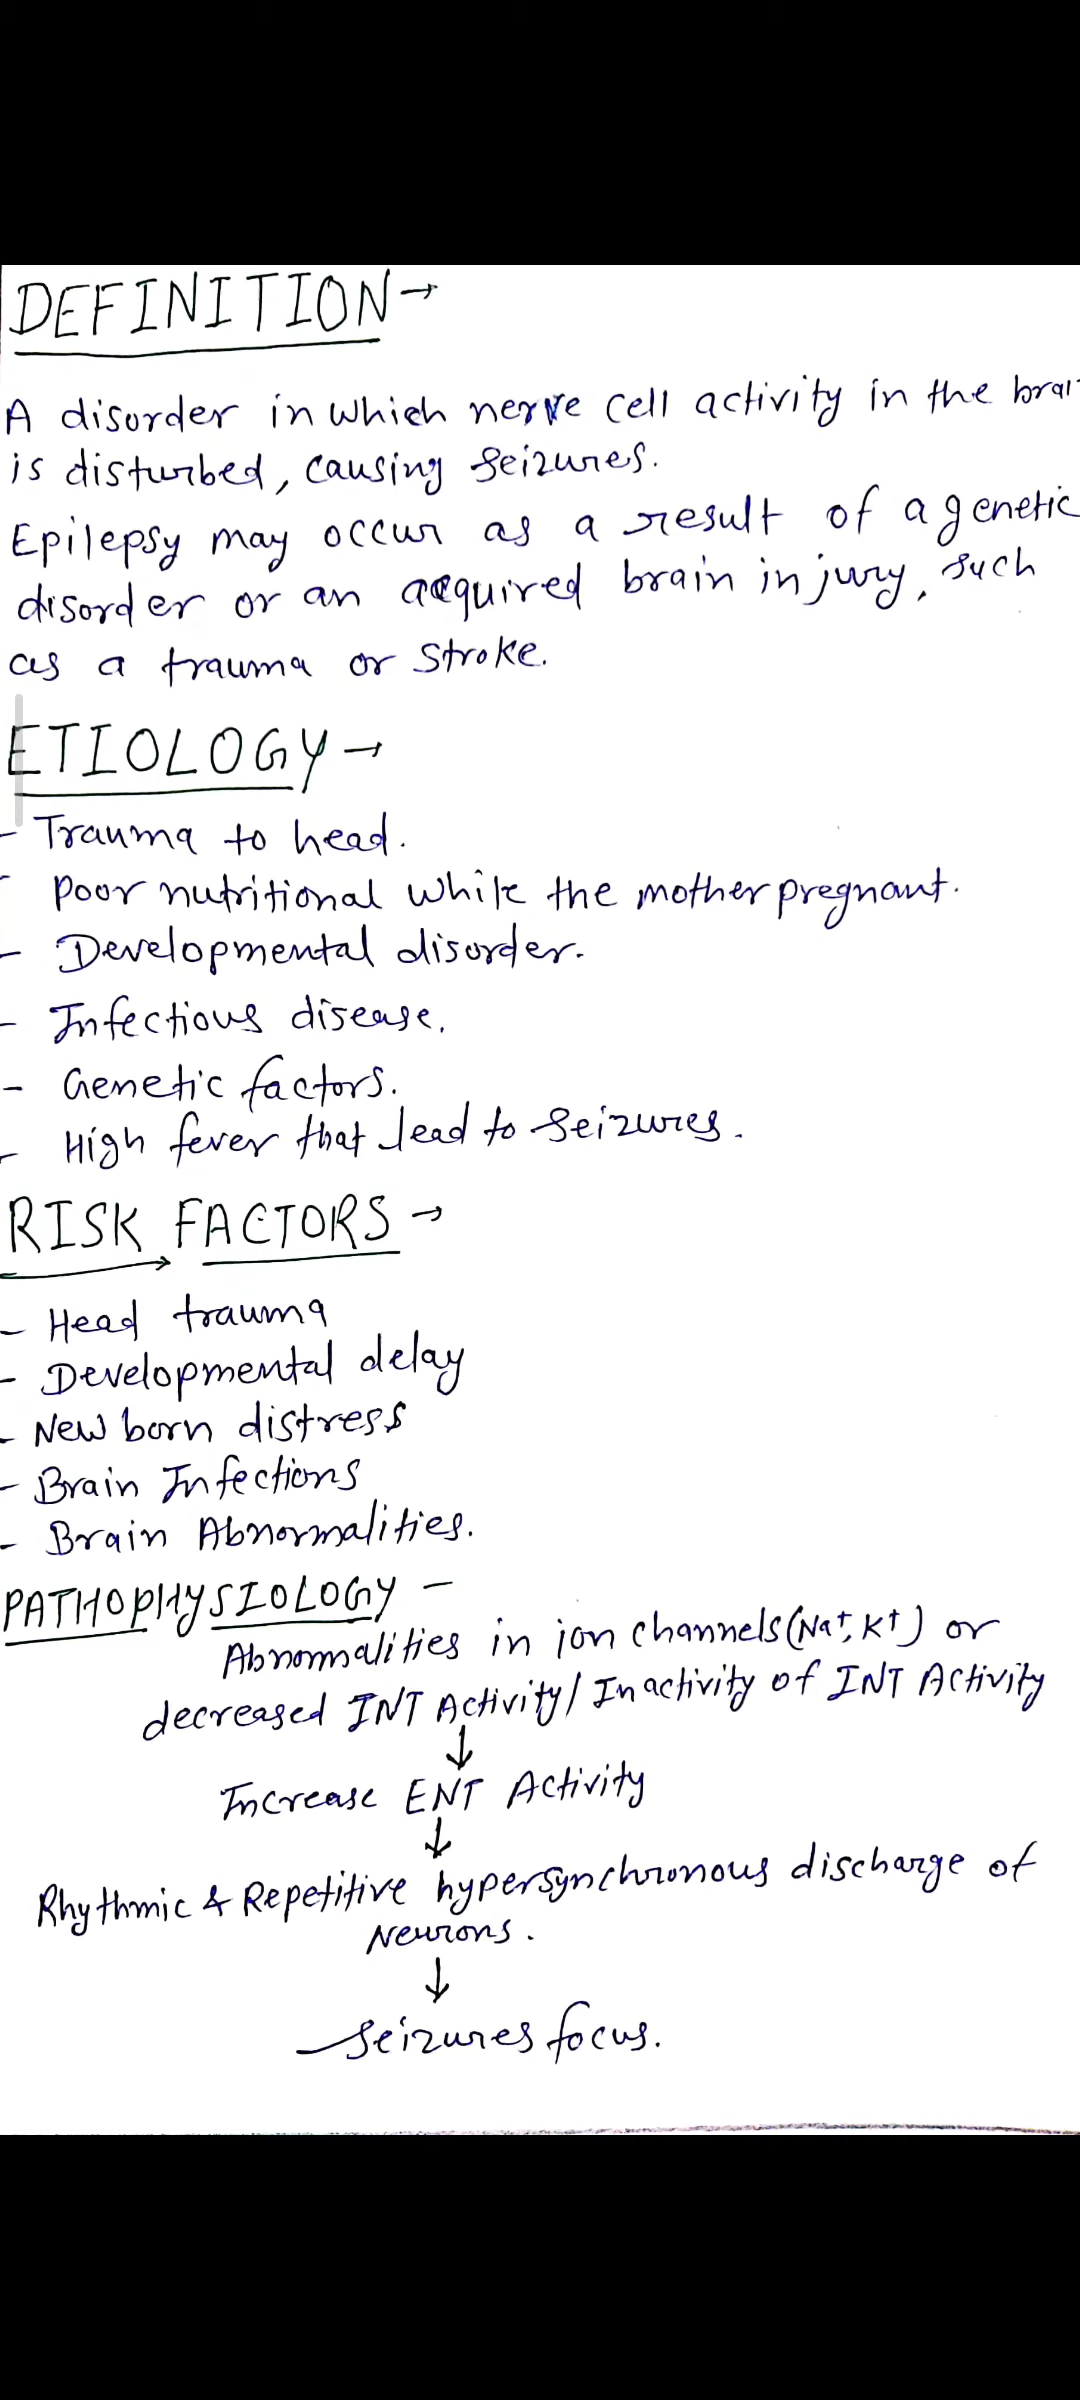 DEFINITION→
A disorder in which nerve cell activity in the brai
is disturbed, causing seizures.
Epilepsy may occur as a result of a genetic
disorder or an acquired brain injury, such
as a trauma or stroke.
ETIOLOGY→
- Trauma to head.
- Poor nutritional while the mother pregnant.
- Developmental disorder.
- Infectious disease.
- Genetic factors.
- High fever that lead to seizures.
RISK FACTORS→
- Head trauma
- Developmental delay
- New born distress
- Brain Infections
- Brain Abnormalities.
PATHOPHYSIOLOGY -
Abnormalities in ion channels (Na+, K+) or
decreased INT Activity/Inactivity of INT Activity
↓
Increase ENT Activity
↓
Rhythmic & Repetitive hypersynchronous discharge of
Neurons.
↓
Seizures focus.